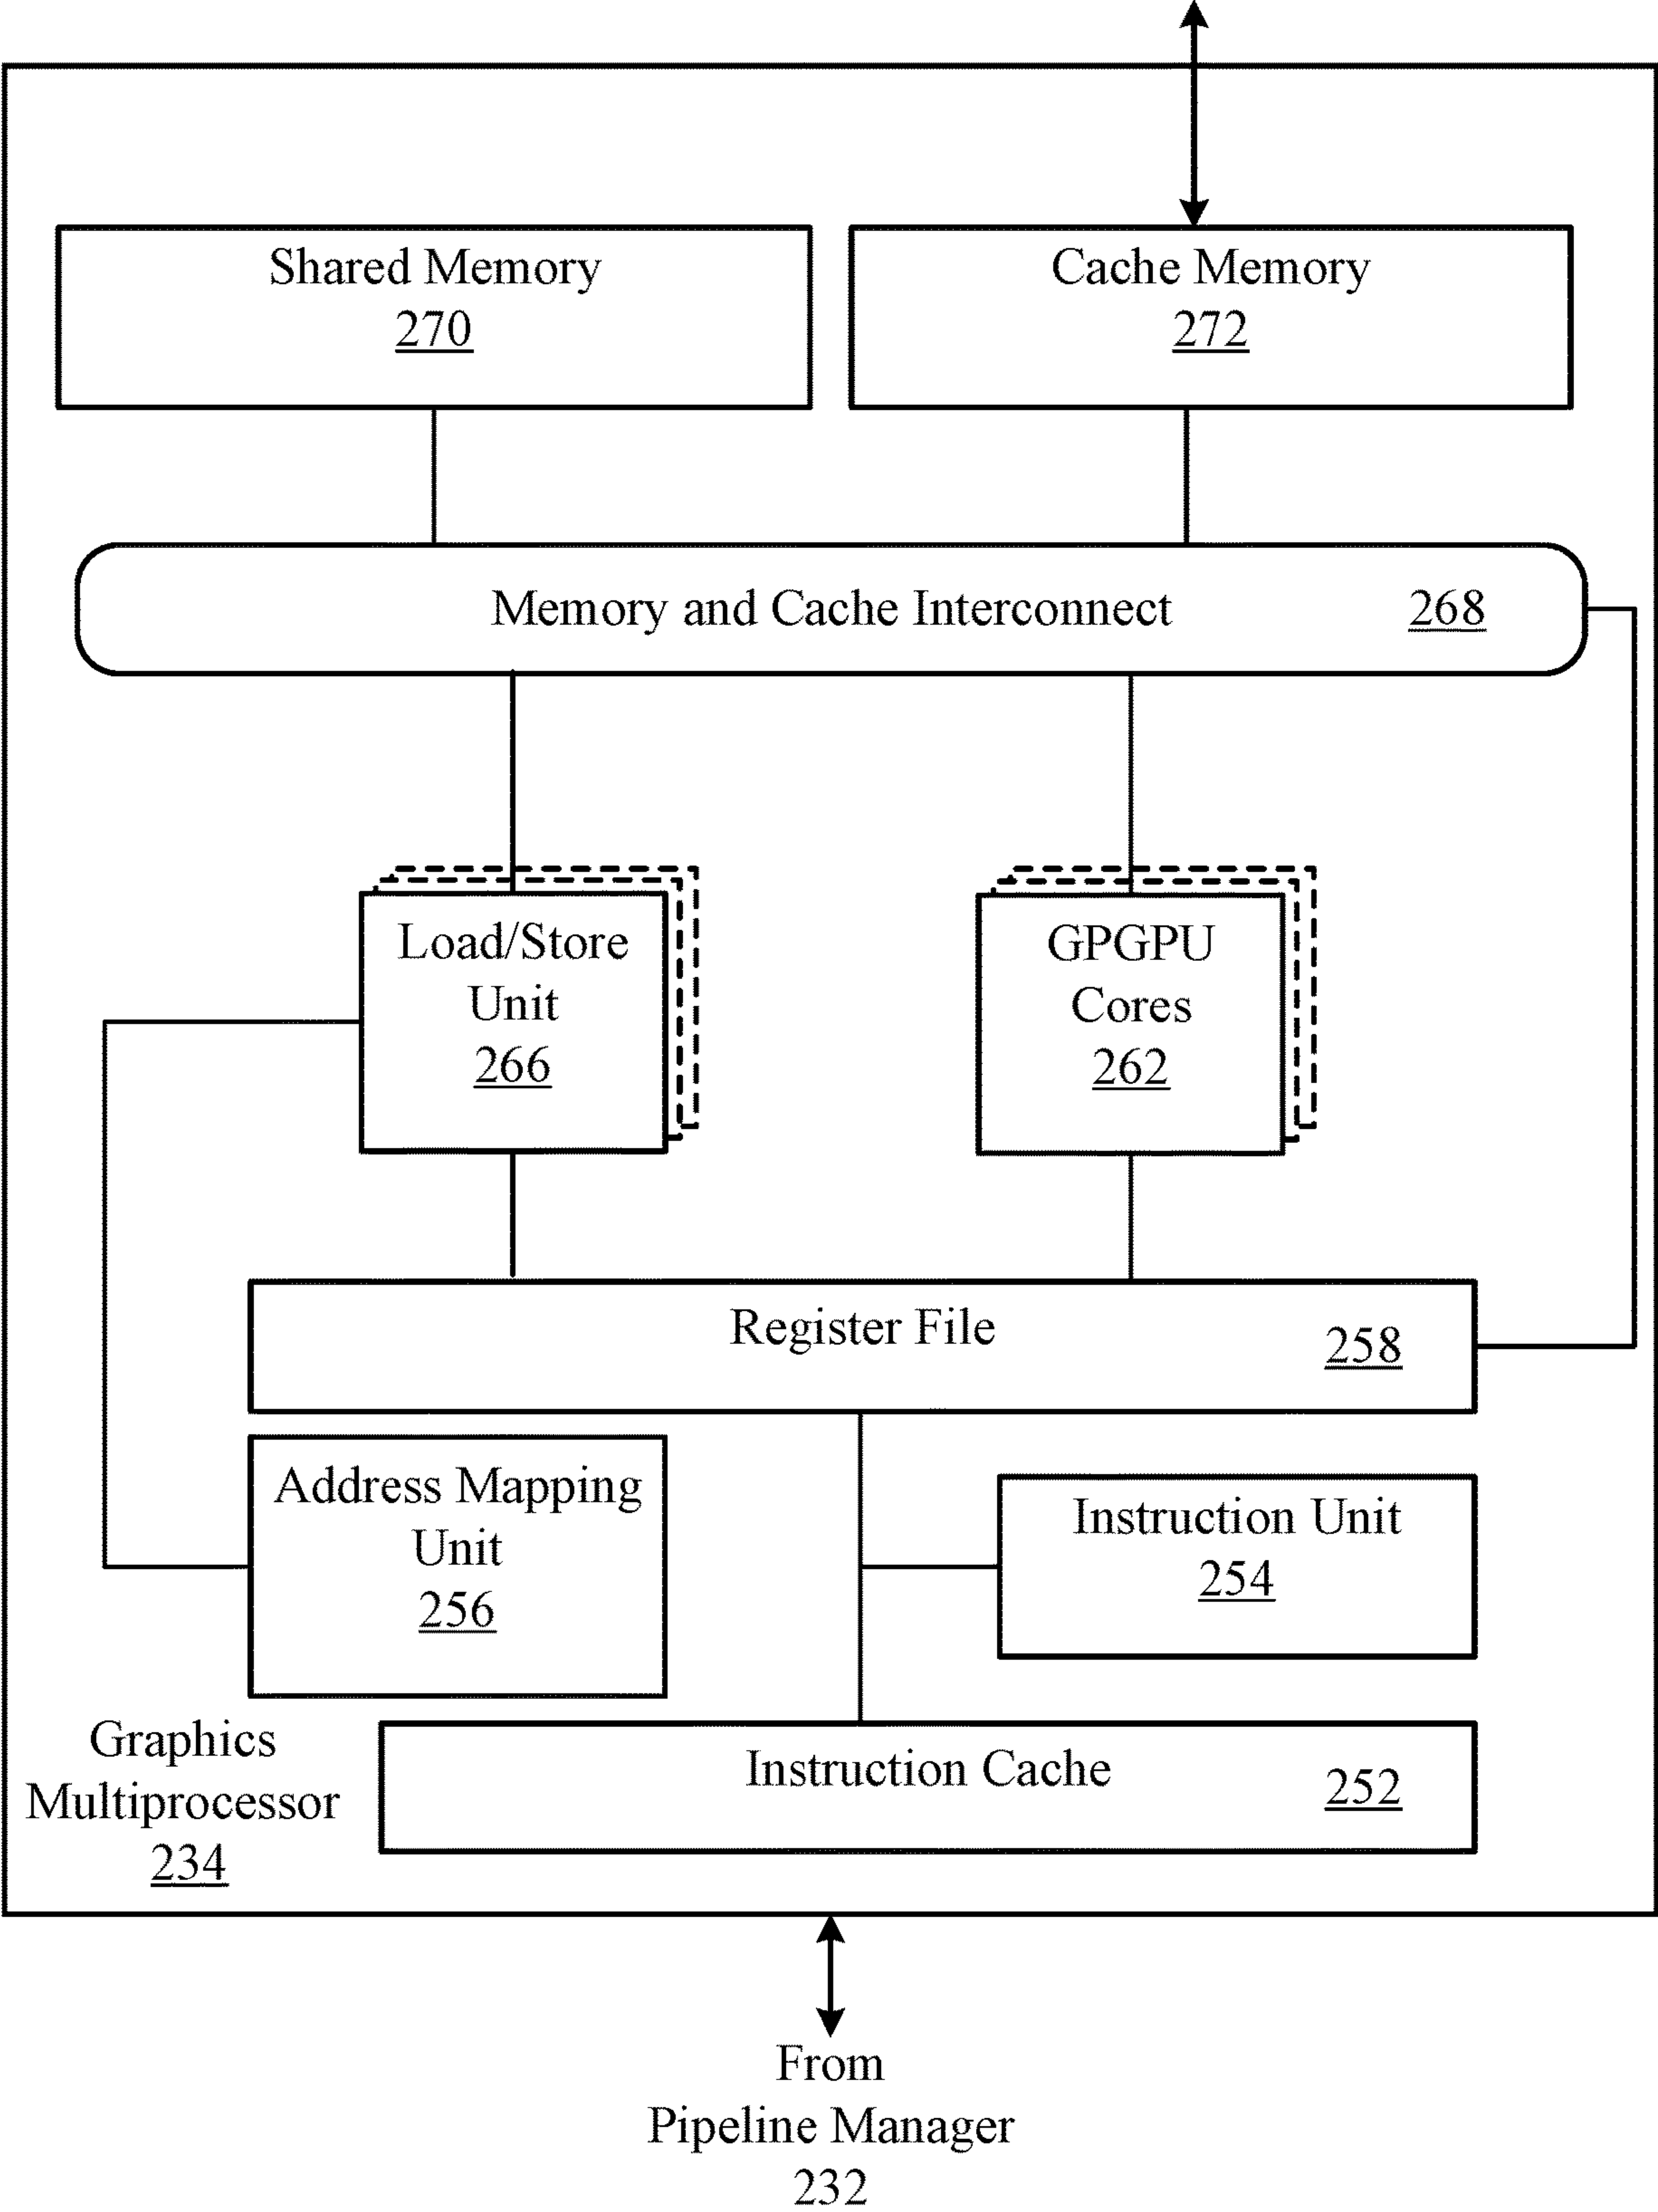 Shared Memory
270
Cache Memory
272
Memory and Cache Interconnect 268
Load/Store
Unit
266
GPGPU
Cores
262
Register File 258
Address Mapping
Unit
256
Instruction Unit
254
Graphics
Multiprocessor
234
Instruction Cache 252
From
Pipeline Manager
232